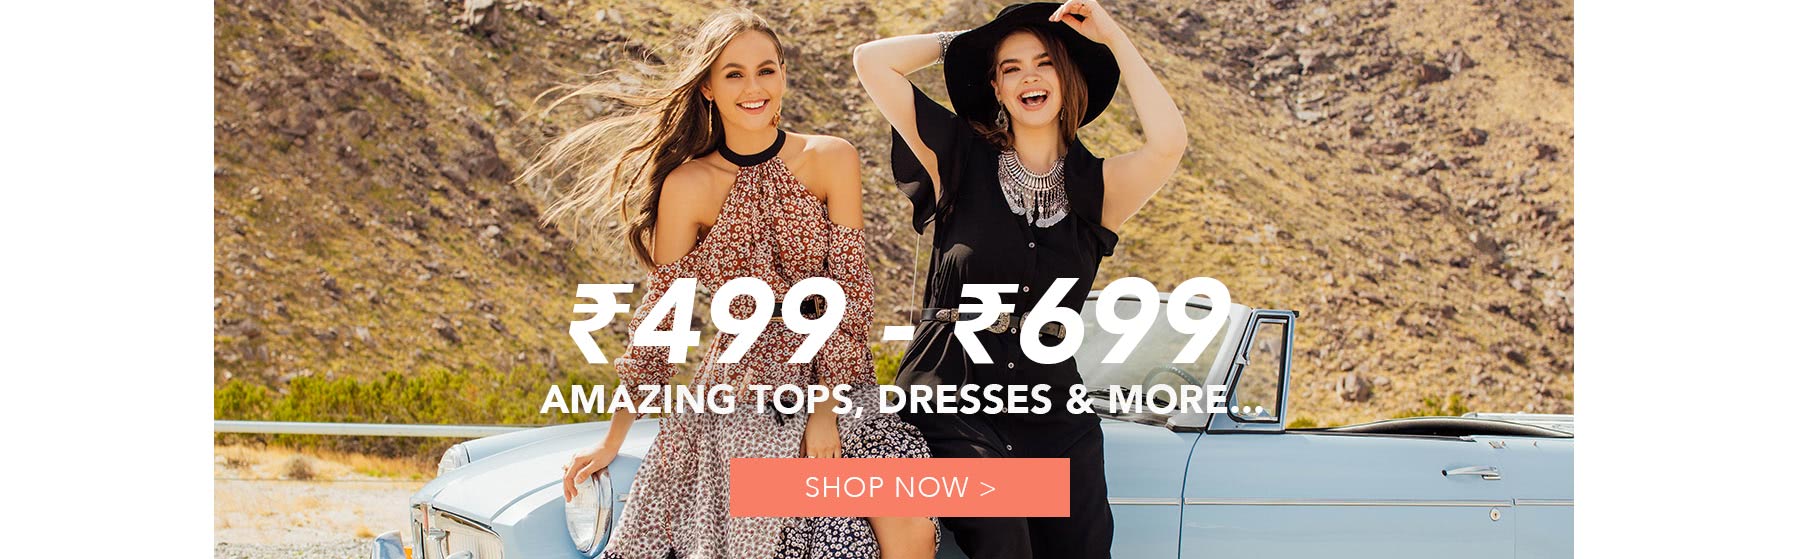 ₹499 - ₹699
AMAZING TOPS, DRESSES & MORE...
SHOP NOW >